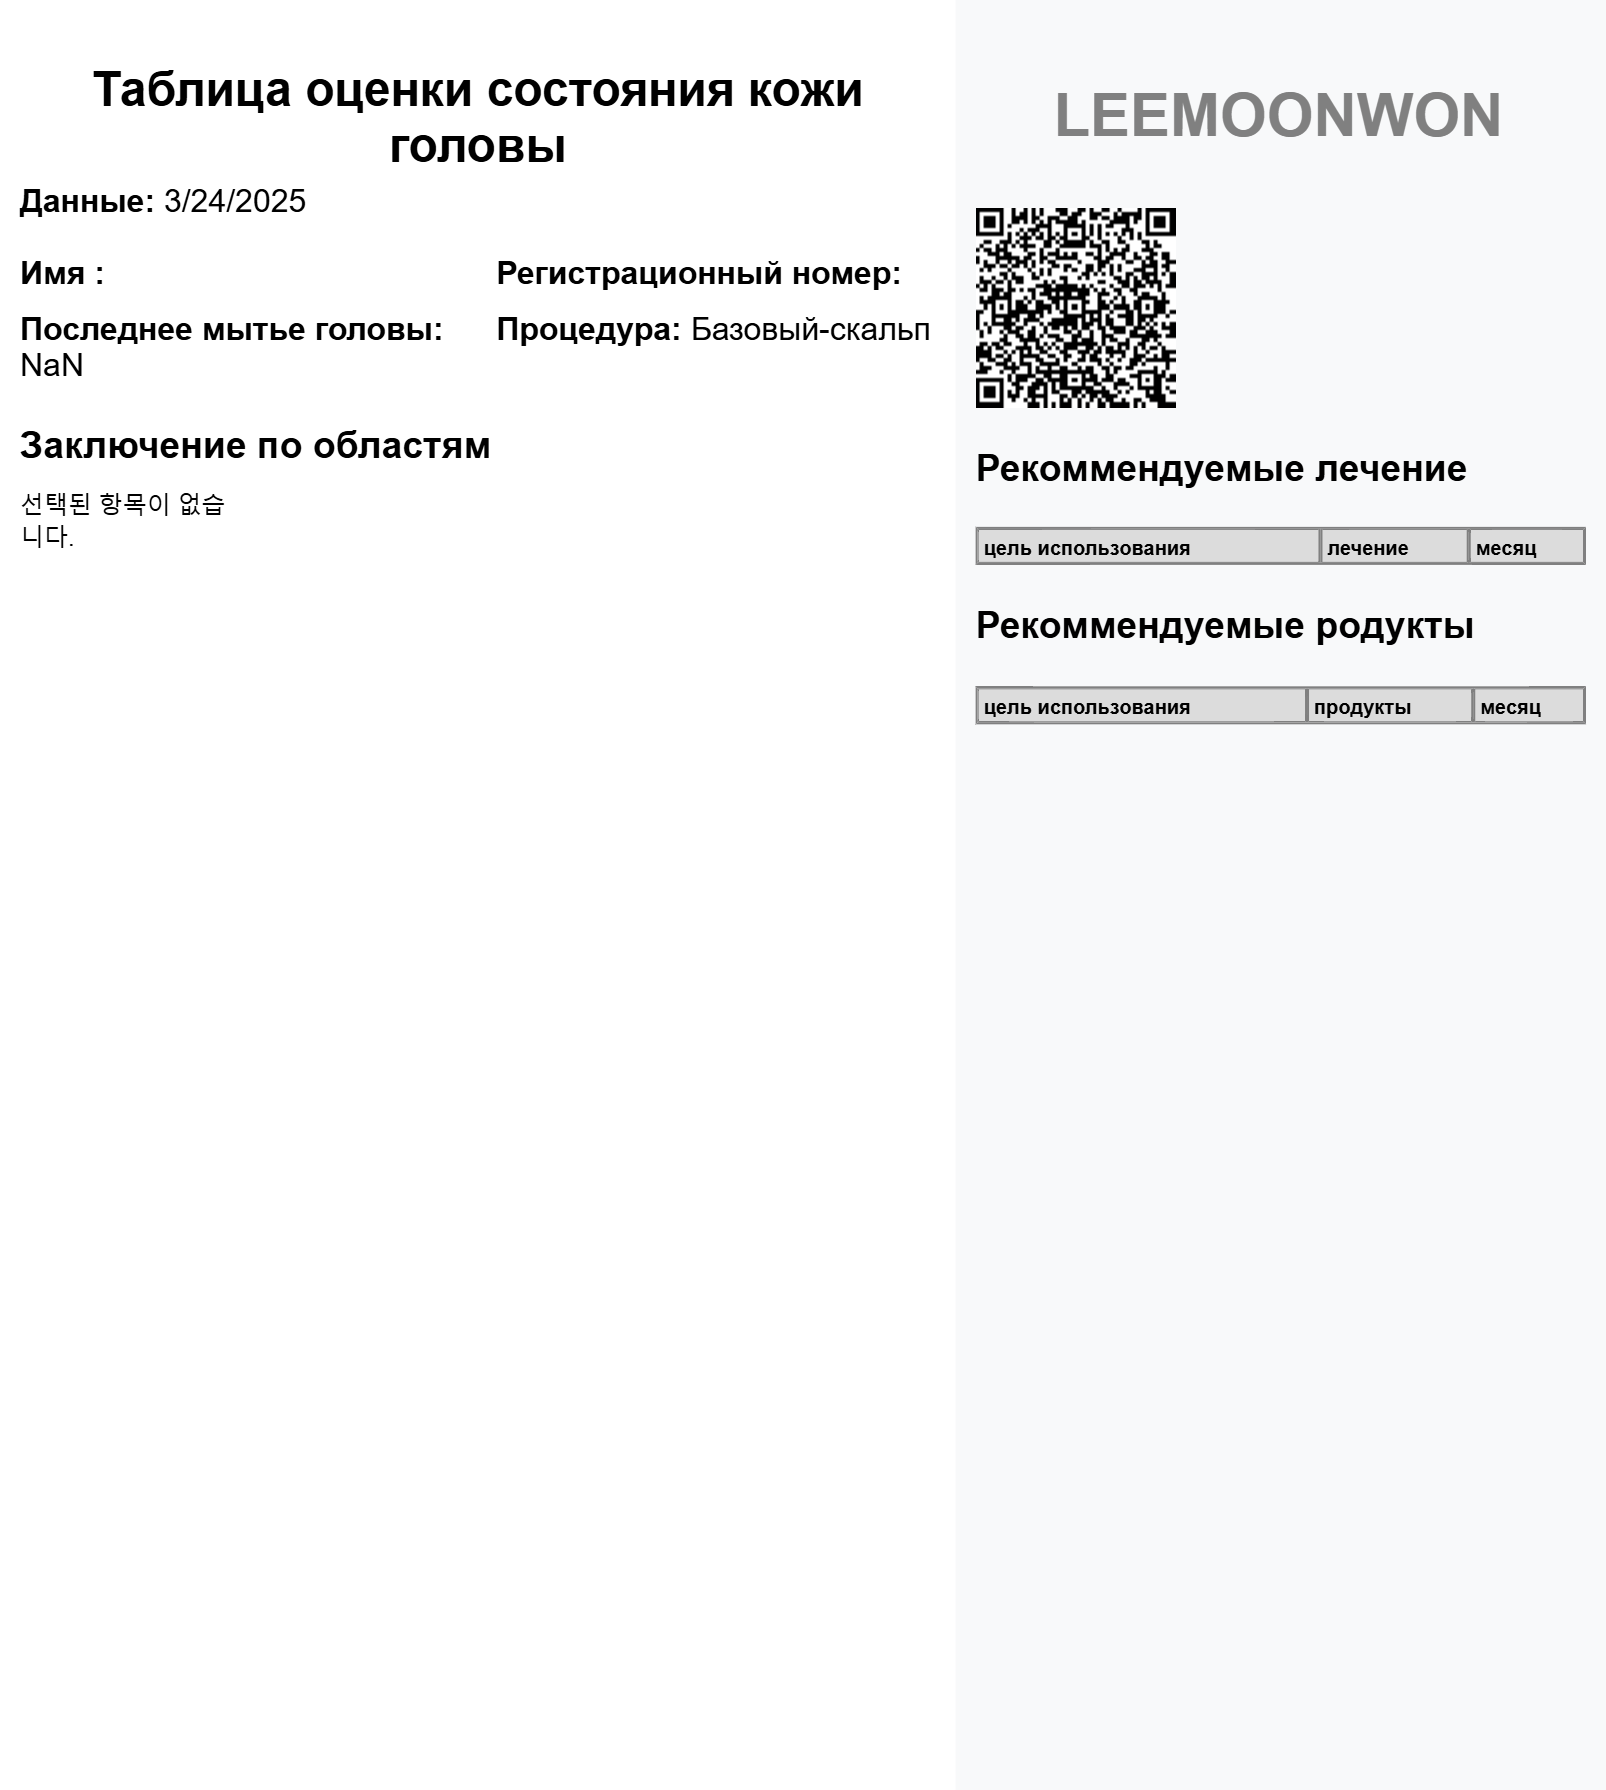 Таблица оценки состояния кожи
головы
Данные: 3/24/2025
Имя :
Регистрационный номер:
Последнее мытье головы:
NaN
Процедура: Базовый-скальп
Заключение по областям
선택된 항목이 없습
니다.
LEEMOONWON
Рекоммендуемые лечение
цель использования лечение месяц
Рекоммендуемые родукты
цель использования продукты месяц